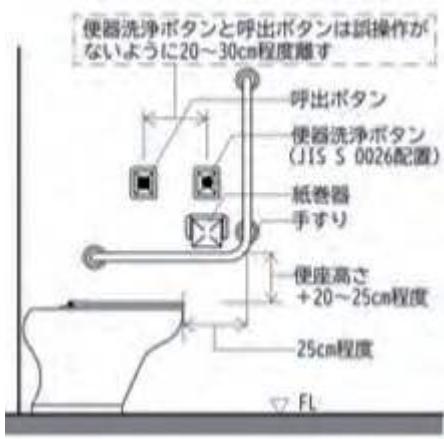 便器洗浄ボタンと呼出ボタンは誤操作が
ないように20〜30cm程度離す
呼出ボタン
便器洗浄ボタン
(JIS S 0026配置)
紙巻器
手すり
便座高さ
+20〜25cm程度
25cm程度
FL